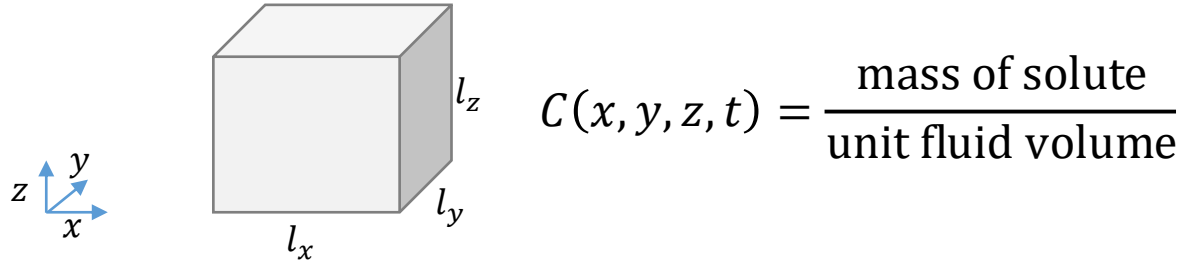 l_z
C(x, y, z, t) = mass of solute / unit fluid volume
y
z
x
l_y
l_x